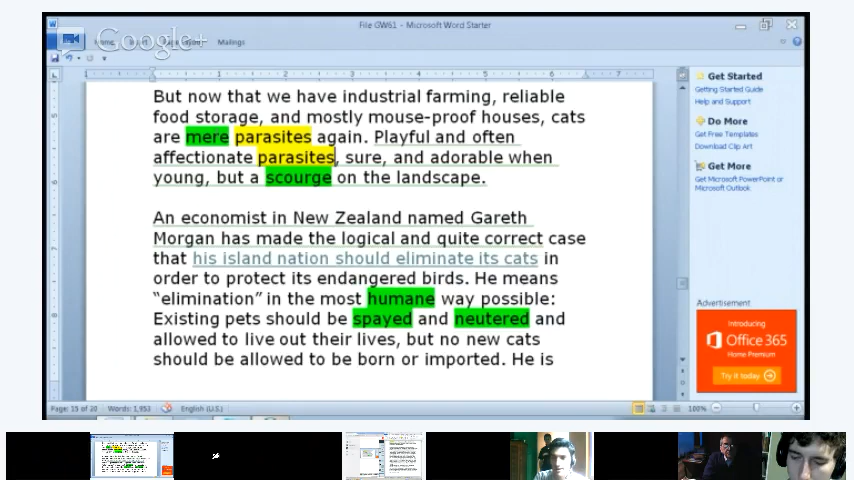 File GW61 - Microsoft Word Starter
Google+
Mailings
But now that we have industrial farming, reliable
food storage, and mostly mouse-proof houses, cats
are mere parasites again. Playful and often
affectionate parasites, sure, and adorable when
young, but a scourge on the landscape.
An economist in New Zealand named Gareth
Morgan has made the logical and quite correct case
that his island nation should eliminate its cats in
order to protect its endangered birds. He means
"elimination" in the most humane way possible:
Existing pets should be spayed and neutered and
allowed to live out their lives, but no new cats
should be allowed to be born or imported. He is
Get Started
Getting Started Guide
Help and Support
Do More
Get Free Templates
Download Clip Art
Get More
Get Microsoft PowerPoint or
Microsoft Outlook
Advertisement
Introducing
Office 365
Home Premium
Try it today
Page: 15 of 20 Words: 1,953 English (U.S.)
100%